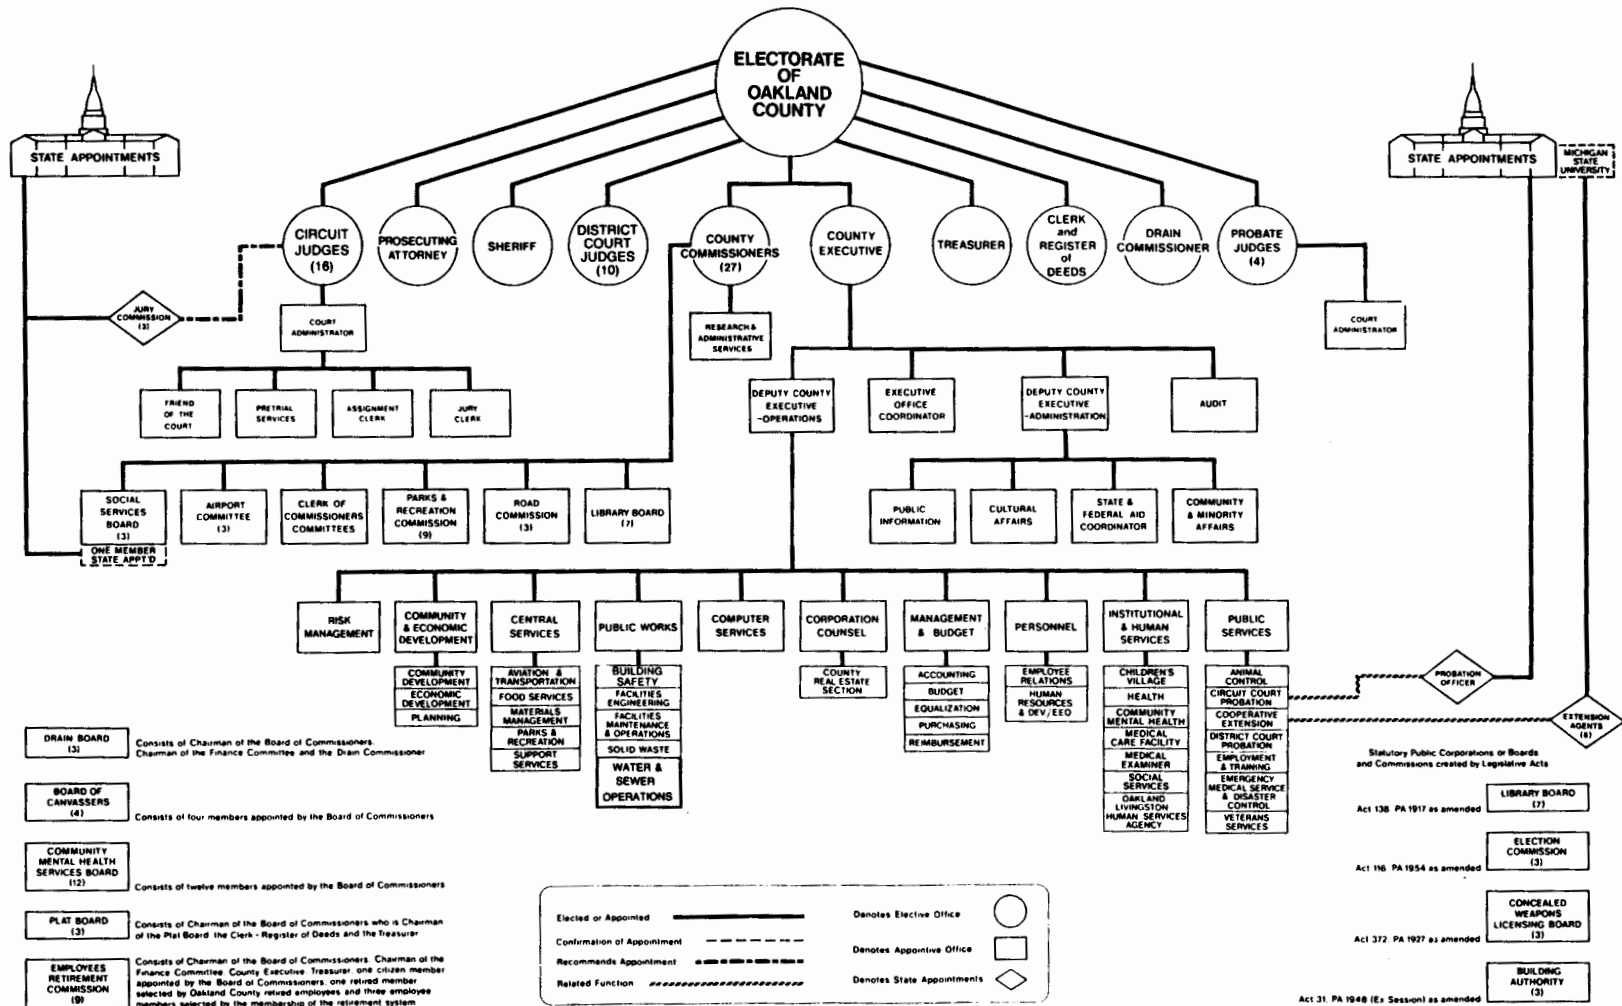 ELECTORATE
OF
OAKLAND
COUNTY
STATE APPOINTMENTS
STATE APPOINTMENTS
MICHIGAN
STATE
UNIVERSITY
CIRCUIT
JUDGES
(16)
PROSECUTING
ATTORNEY
SHERIFF
DISTRICT
COURT
JUDGES
(10)
COUNTY
COMMISSIONERS
(27)
COUNTY
EXECUTIVE
TREASURER
CLERK
and
REGISTER
of
DEEDS
DRAIN
COMMISSIONER
PROBATE
JUDGES
(4)
JURY
COMMISSION
(3)
COURT
ADMINISTRATOR
RESEARCH &
ADMINISTRATIVE
SERVICES
COURT
ADMINISTRATOR
FRIEND
OF THE
COURT
PRETRIAL
SERVICES
ASSIGNMENT
CLERK
JURY
CLERK
DEPUTY COUNTY
EXECUTIVE
-OPERATIONS
EXECUTIVE
OFFICE
COORDINATOR
DEPUTY COUNTY
EXECUTIVE
-ADMINISTRATION
AUDIT
SOCIAL
SERVICES
BOARD
(3)
ONE MEMBER
STATE APPT'D
AIRPORT
COMMITTEE
(3)
CLERK OF
COMMISSIONERS
COMMITTEES
PARKS &
RECREATION
COMMISSION
(9)
ROAD
COMMISSION
(3)
LIBRARY BOARD
(7)
PUBLIC
INFORMATION
CULTURAL
AFFAIRS
STATE &
FEDERAL AID
COORDINATOR
COMMUNITY
& MINORITY
AFFAIRS
RISK
MANAGEMENT
COMMUNITY
& ECONOMIC
DEVELOPMENT
CENTRAL
SERVICES
PUBLIC WORKS
COMPUTER
SERVICES
CORPORATION
COUNSEL
MANAGEMENT
& BUDGET
PERSONNEL
INSTITUTIONAL
& HUMAN
SERVICES
PUBLIC
SERVICES
COMMUNITY
DEVELOPMENT
ECONOMIC
DEVELOPMENT
PLANNING
AVIATION &
TRANSPORTATION
FOOD SERVICES
MATERIALS
MANAGEMENT
PARKS &
RECREATION
SUPPORT
SERVICES
BUILDING
SAFETY
FACILITIES
ENGINEERING
FACILITIES
MAINTENANCE
& OPERATIONS
SOLID WASTE
WATER &
SEWER
OPERATIONS
COUNTY
REAL ESTATE
SECTION
ACCOUNTING
BUDGET
EQUALIZATION
PURCHASING
REIMBURSEMENT
EMPLOYEE
RELATIONS
HUMAN
RESOURCES
& DEV/EEO
CHILDREN'S
VILLAGE
HEALTH
COMMUNITY
MENTAL HEALTH
MEDICAL
CARE FACILITY
MEDICAL
EXAMINER
SOCIAL
SERVICES
OAKLAND
LIVINGSTON
HUMAN SERVICES
AGENCY
ANIMAL
CONTROL
CIRCUIT COURT
PROBATION
COOPERATIVE
EXTENSION
DISTRICT COURT
PROBATION
EMPLOYMENT
& TRAINING
EMERGENCY
MEDICAL SERVICE
& DISASTER
CONTROL
VETERANS
SERVICES
PROBATION
OFFICER
EXTENSION
AGENTS
(6)
DRAIN BOARD
(3)
Consists of Chairman of the Board of Commissioners.
Chairman of the Finance Committee and the Drain Commissioner
BOARD OF
CANVASSERS
(4)
Consists of four members appointed by the Board of Commissioners
COMMUNITY
MENTAL HEALTH
SERVICES BOARD
(12)
Consists of twelve members appointed by the Board of Commissioners
PLAT BOARD
(3)
Consists of Chairman of the Board of Commissioners who is Chairman
of the Plat Board the Clerk - Register of Deeds and the Treasurer
EMPLOYEES
RETIREMENT
COMMISSION
(9)
Consists of Chairman of the Board of Commissioners. Chairman of the
Finance Committee. County Executive. Treasurer. one citizen member
appointed by the Board of Commissioners. one retired member
selected by Oakland County retired employees and three employee
members selected by the membership of the retirement system
Elected or Appointed
Confirmation of Appointment
Recommends Appointment
Related Function
Denotes Elective Office
Denotes Appointive Office
Denotes State Appointments
Statutory Public Corporations or Boards
and Commissions created by Legislative Acts
Act 138 PA 1917 as amended
LIBRARY BOARD
(7)
Act 116 PA 1954 as amended
ELECTION
COMMISSION
(3)
Act 372 PA 1927 as amended
CONCEALED
WEAPONS
LICENSING BOARD
(3)
Act 31, PA 1948 (Ex Session) as amended
BUILDING
AUTHORITY
(3)